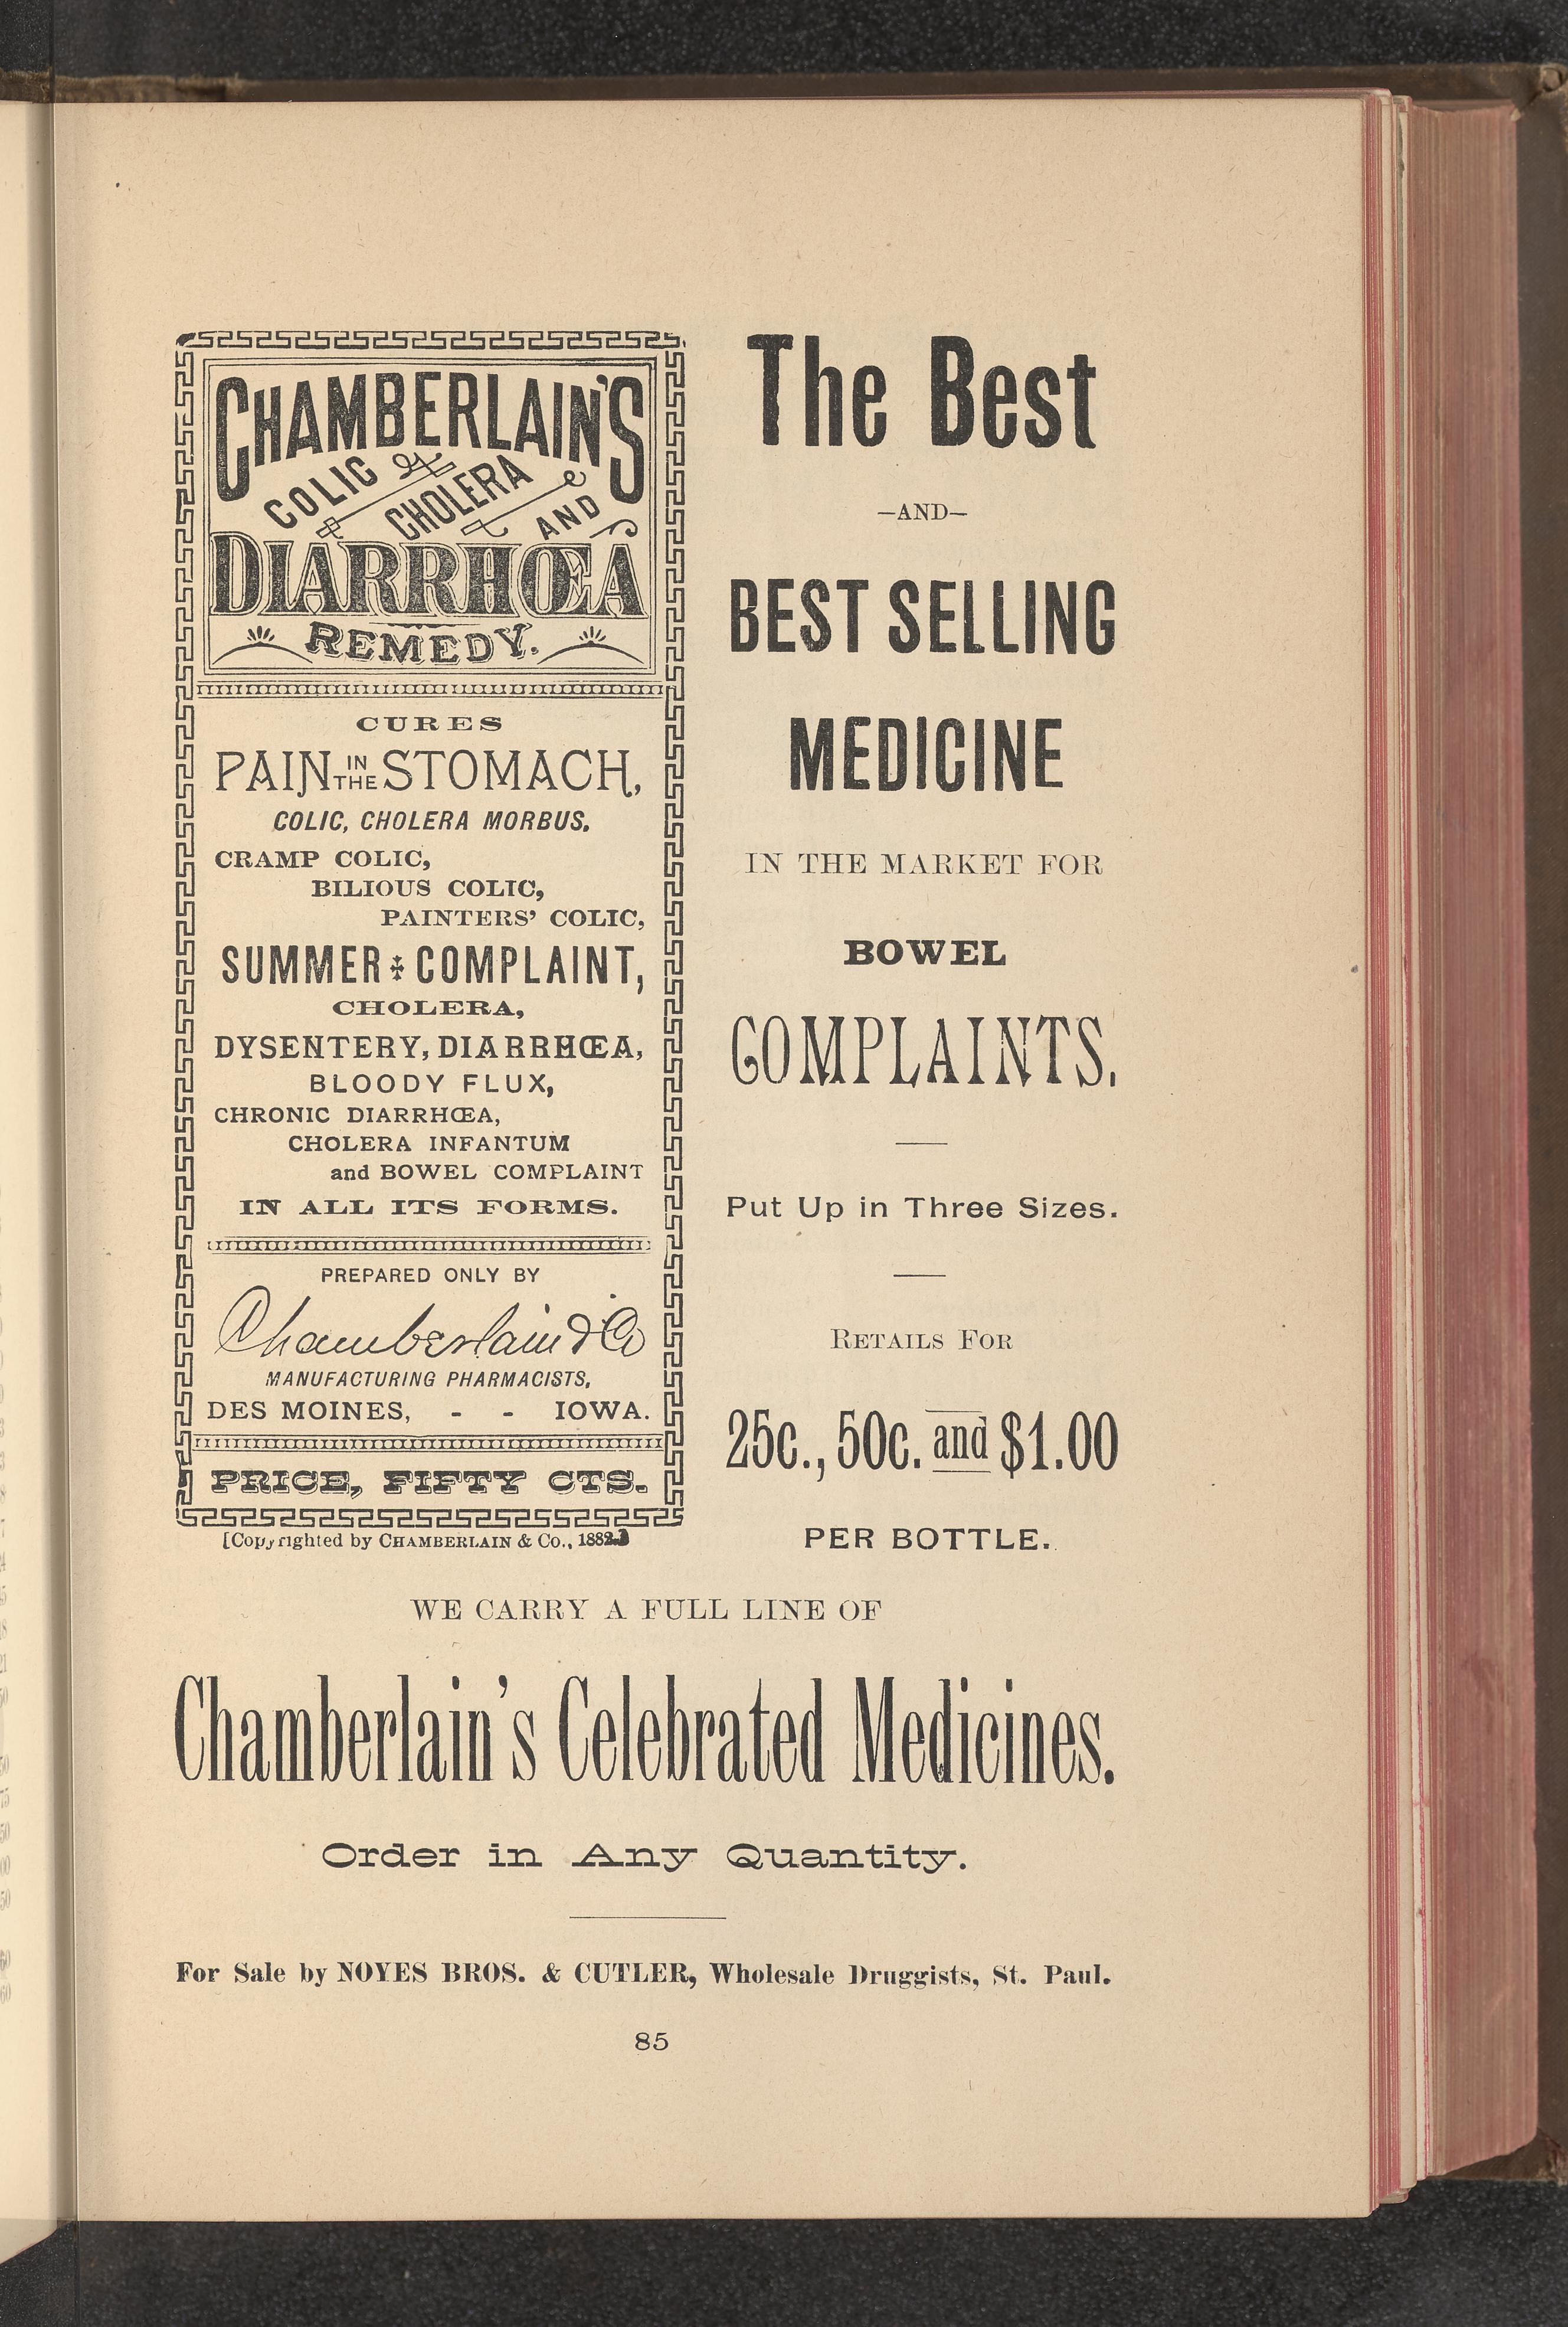 CHAMBERLAIN'S
COLIC
CHOLERA
AND
DIARRHŒA
REMEDY.
CURES
PAIN IN THE STOMACH,
COLIC, CHOLERA MORBUS.
CRAMP COLIC,
BILIOUS COLIC,
PAINTERS' COLIC,
SUMMER COMPLAINT,
CHOLERA,
DYSENTERY, DIARRHŒA,
BLOODY FLUX,
CHRONIC DIARRHŒA,
CHOLERA INFANTUM
and BOWEL COMPLAINT
IN ALL ITS FORMS.
PREPARED ONLY BY
Chamberlain & Co
MANUFACTURING PHARMACISTS,
DES MOINES, - - IOWA.
PRICE, FIFTY CTS.
[Copyrighted by CHAMBERLAIN & Co., 1882.]
The Best
—AND—
BEST SELLING
MEDICINE
IN THE MARKET FOR
BOWEL
COMPLAINTS.
Put Up in Three Sizes.
RETAILS FOR
25c., 50c. and $1.00
PER BOTTLE.
WE CARRY A FULL LINE OF
Chamberlain's Celebrated Medicines.
Order in Any Quantity.
For Sale by NOYES BROS. & CUTLER, Wholesale Druggists, St. Paul.
85